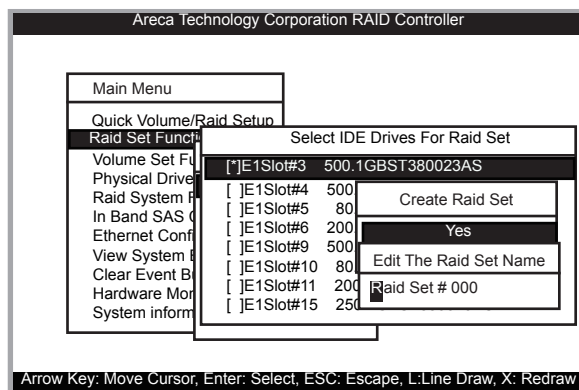 Areca Technology Corporation RAID Controller
Main Menu
Quick Volume/Raid Setup
Raid Set Functi
Volume Set Fu
Physical Drive
Raid System F
In Band SAS
Ethernet Confi
View System
Clear Event
Hardware Mon
System inform
Select IDE Drives For Raid Set
[*]E1Slot#3 500.1GBST380023AS
[ ]E1Slot#4 500
[ ]E1Slot#5 80
[ ]E1Slot#6 200
[ ]E1Slot#9 500
[ ]E1Slot#10 80
[ ]E1Slot#11 200
[ ]E1Slot#15 250
Create Raid Set
Yes
Edit The Raid Set Name
Raid Set # 000
Arrow Key: Move Cursor, Enter: Select, ESC: Escape, L:Line Draw, X: Redraw